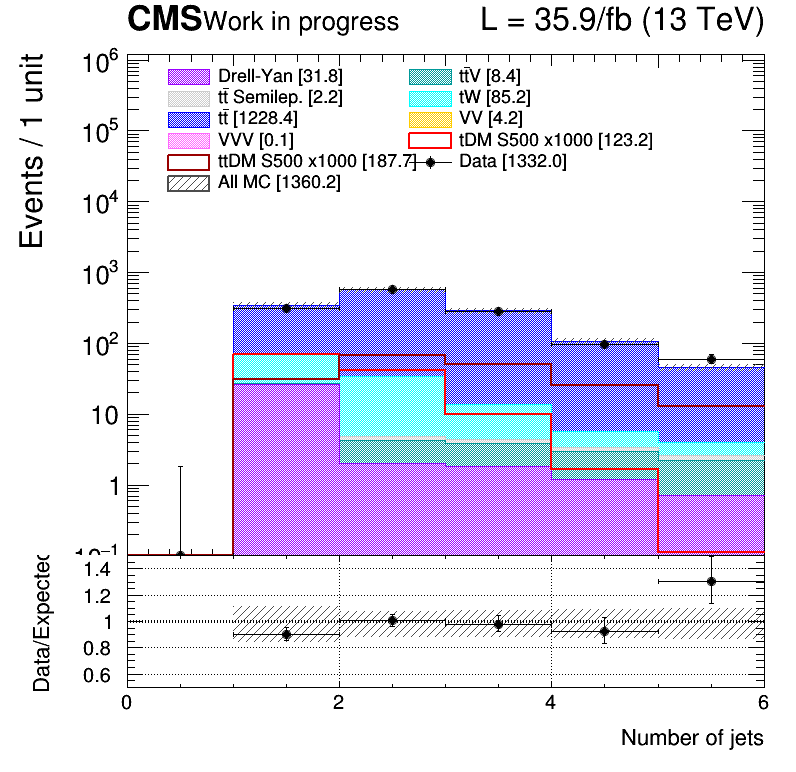 CMS Work in progress L = 35.9/fb (13 TeV)
Events / 1 unit
10⁶
10⁵
10⁴
10³
10²
10
1
10⁻¹
Drell-Yan [31.8] tt̄V [8.4]
tt̄ Semilep. [2.2] tW [85.2]
tt̄ [1228.4] VV [4.2]
VVV [0.1] tDM S500 x1000 [123.2]
ttDM S500 x1000 [187.7] Data [1332.0]
All MC [1360.2]
Data/Expected
1.4
1.2
1
0.8
0.6
0 2 4 6
Number of jets